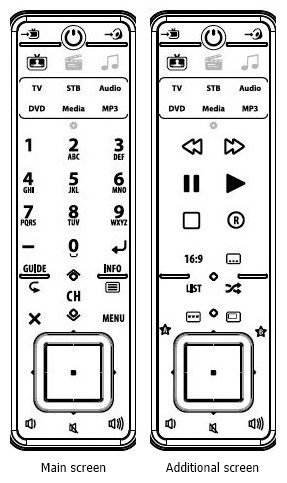 TV STB Audio
DVD Media MP3
1 2 3
ABC DEF
4 5 6
GHI JKL MNO
7 8 9
PQRS TUV WXYZ
0
GUIDE INFO
CH
MENU
Main screen
TV STB Audio
DVD Media MP3
R
16:9
LIST
Additional screen